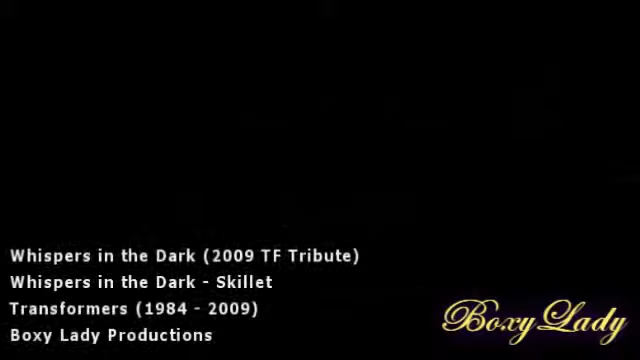 Whispers in the Dark (2009 TF Tribute)
Whispers in the Dark - Skillet
Transformers (1984 - 2009)
Boxy Lady Productions
Boxy Lady